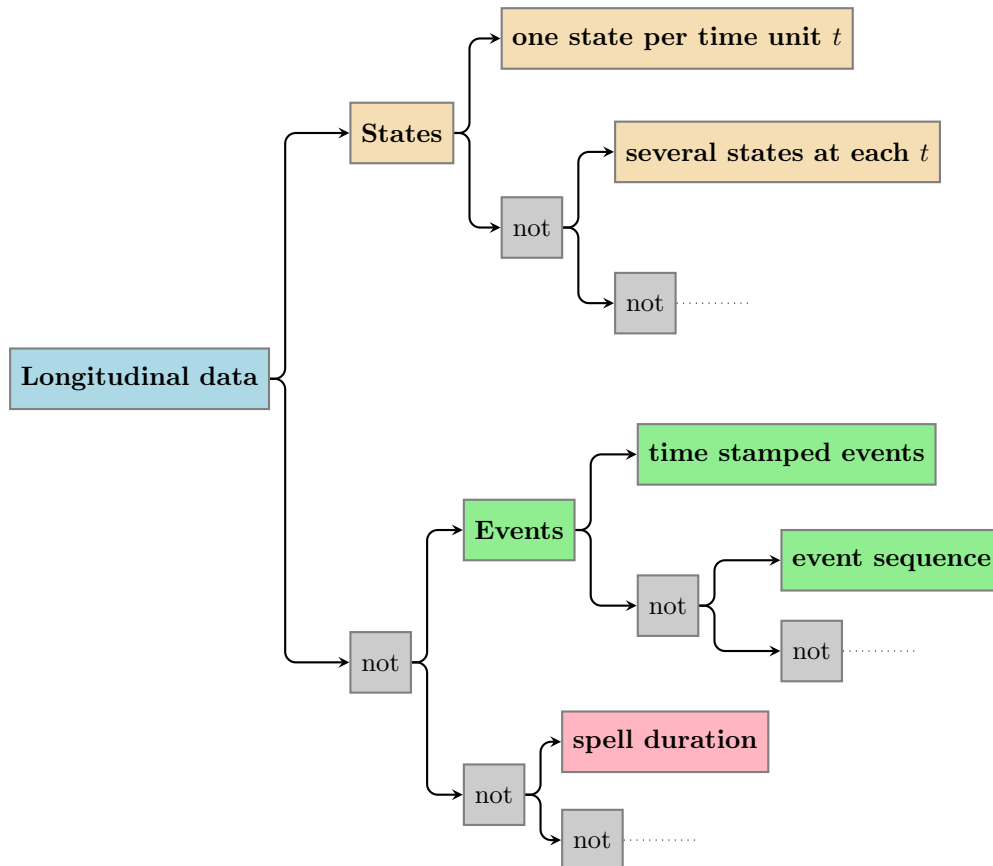 one state per time unit t
States
several states at each t
not
not
Longitudinal data
time stamped events
Events
event sequence
not
not
not
spell duration
not
not